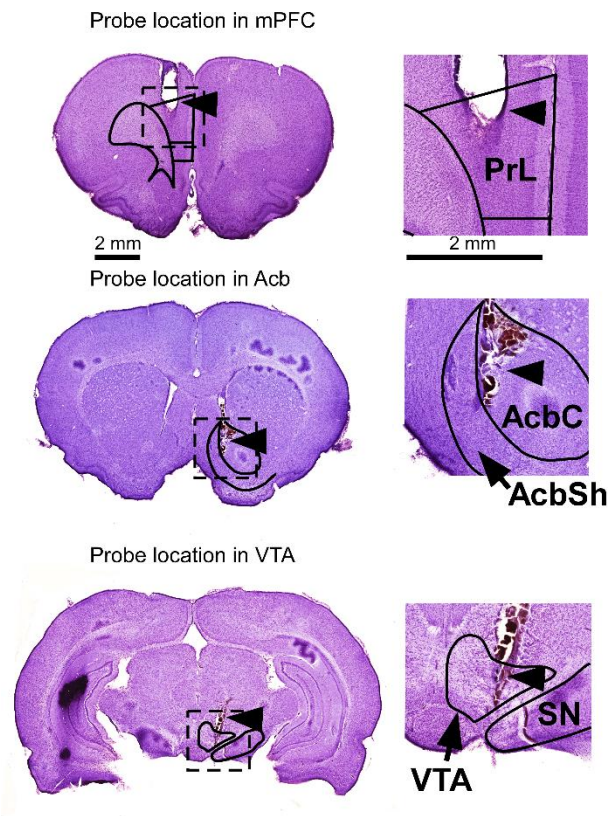 Probe location in mPFC
PrL
2 mm
2 mm
Probe location in Acb
AcbC
AcbSh
Probe location in VTA
SN
VTA